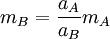 m_B = \frac{a_A}{a_B} m_A